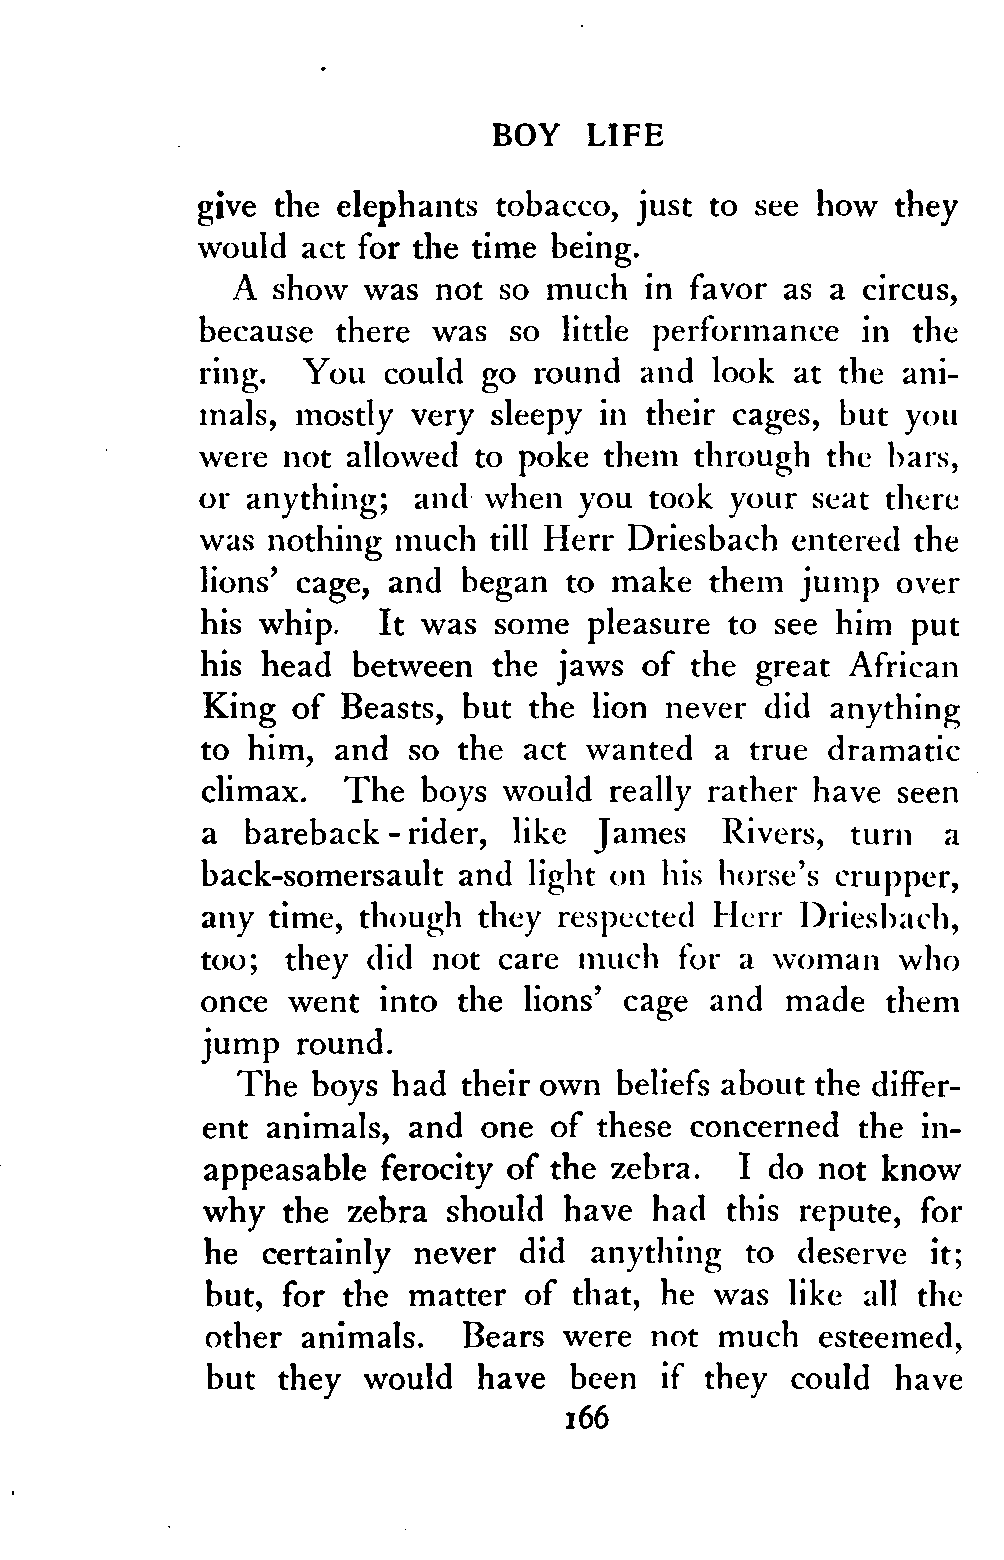 BOY LIFE
give the elephants tobacco, just to see how they
would act for the time being.
A show was not so much in favor as a circus,
because there was so little performance in the
ring. You could go round and look at the ani-
mals, mostly very sleepy in their cages, but you
were not allowed to poke them through the bars,
or anything; and when you took your seat there
was nothing much till Herr Driesbach entered the
lions' cage, and began to make them jump over
his whip. It was some pleasure to see him put
his head between the jaws of the great African
King of Beasts, but the lion never did anything
to him, and so the act wanted a true dramatic
climax. The boys would really rather have seen
a bareback-rider, like James Rivers, turn a
back-somersault and light on his horse's crupper,
any time, though they respected Herr Driesbach,
too; they did not care much for a woman who
once went into the lions' cage and made them
jump round.
The boys had their own beliefs about the differ-
ent animals, and one of these concerned the in-
appeasable ferocity of the zebra. I do not know
why the zebra should have had this repute, for
he certainly never did anything to deserve it;
but, for the matter of that, he was like all the
other animals. Bears were not much esteemed,
but they would have been if they could have
166